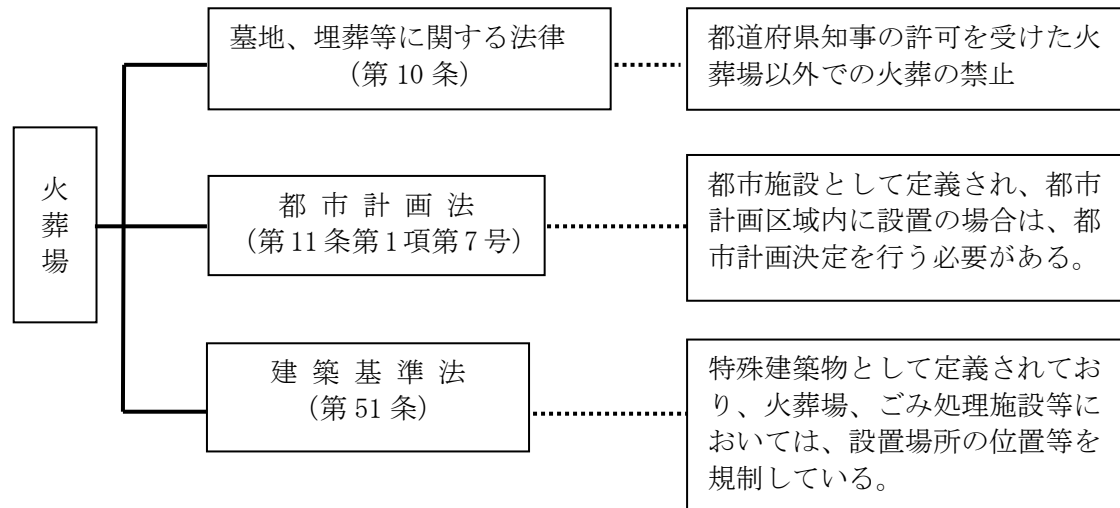 火
葬
場
墓地、埋葬等に関する法律
(第 10 条)
都道府県知事の許可を受けた火
葬場以外での火葬の禁止
都 市 計 画 法
(第 11 条第 1 項第 7 号)
都市施設として定義され、都市
計画区域内に設置の場合は、都
市計画決定を行う必要がある。
建 築 基 準 法
(第 51 条)
特殊建築物として定義されてお
り、火葬場、ごみ処理施設等に
おいては、設置場所の位置等を
規制している。